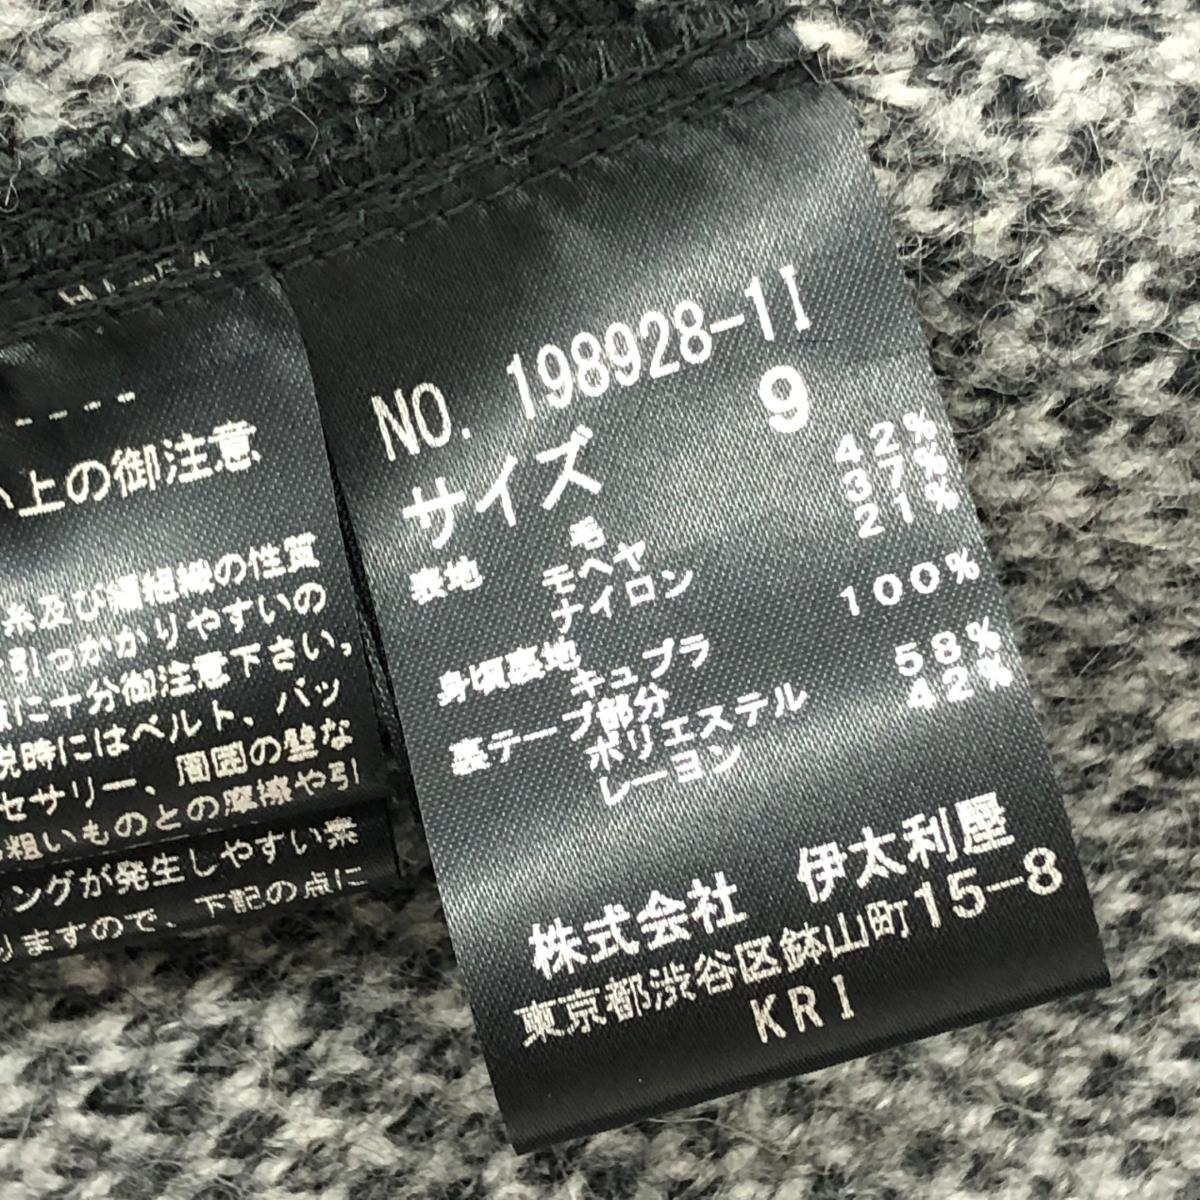 上の御注意
糸及び編組織の性質
引っかかりやすいの
に十分御注意下さい。
脱時にはベルト、バッ
セサリー、周囲の壁な
粗いものとの摩擦や引
ングが発生しやすい素
りますので、下記の点に
NO. 198928-1I
サイズ 9
表地 毛 42%
モヘヤ 37%
ナイロン 21%
身頃裏地
キュプラ 100%
裏テープ部分
ポリエステル 58%
レーヨン 42%
株式会社 伊太利屋
東京都渋谷区鉢山町15-8
KRI